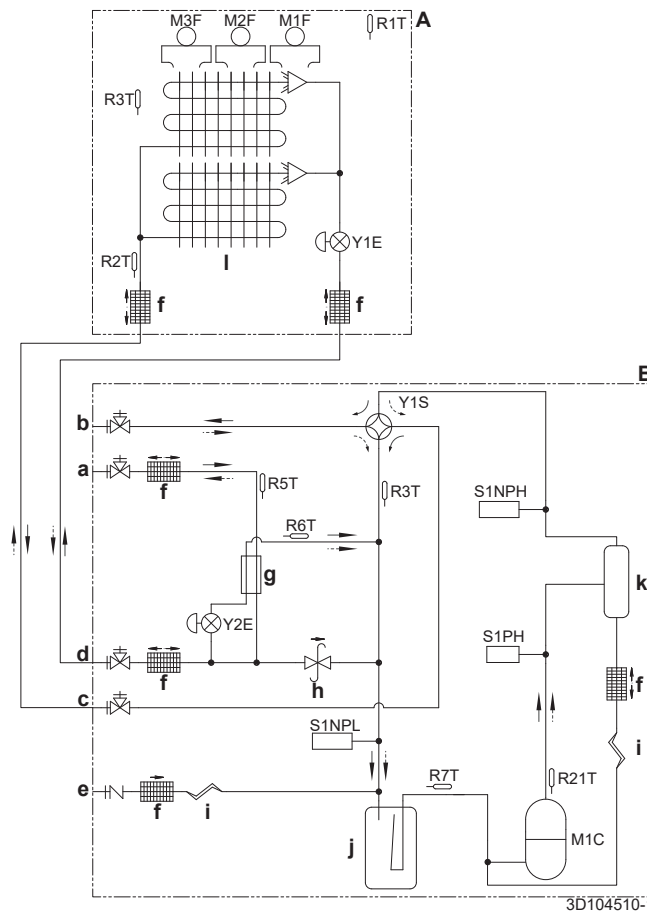 M3F M2F M1F
R1T A
R3T
Y1E
R2T
l
f f
B
b Y1S
a
f R5T R3T
S1NPH
R6T
g k
Y2E
S1PH
d
f h f
c
S1NPL i
e R7T R21T
f i
j M1C
3D104510-